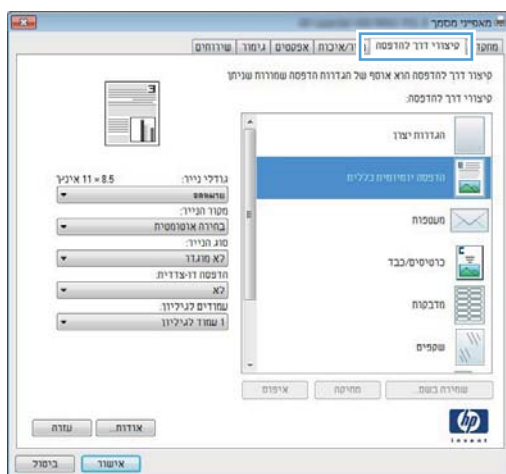 מאפייני מסמך
קיצורי דרך להדפסה
נייר/איכות
אפקטים
גימור
שירותים
קיצור דרך להדפסה הוא אוסף של הגדרות הדפסה שמורות שניתן
קיצורי דרך להדפסה:
הגדרות יצרן
הדפסה יומיומית כללית
מעטפות
כרטיסים/כבד
מדבקות
שקפים
גודלי נייר:
8.5 × 11 אינץ'
מקור הנייר:
בחירה אוטומטית
סוג הנייר:
לא מוגדר
הדפסה דו-צדדית:
לא
עמודים לגיליון:
1 עמוד לגיליון
שמירה בשם...
מחיקה
איפוס
hp
invent
אודות...
עזרה
אישור
ביטול